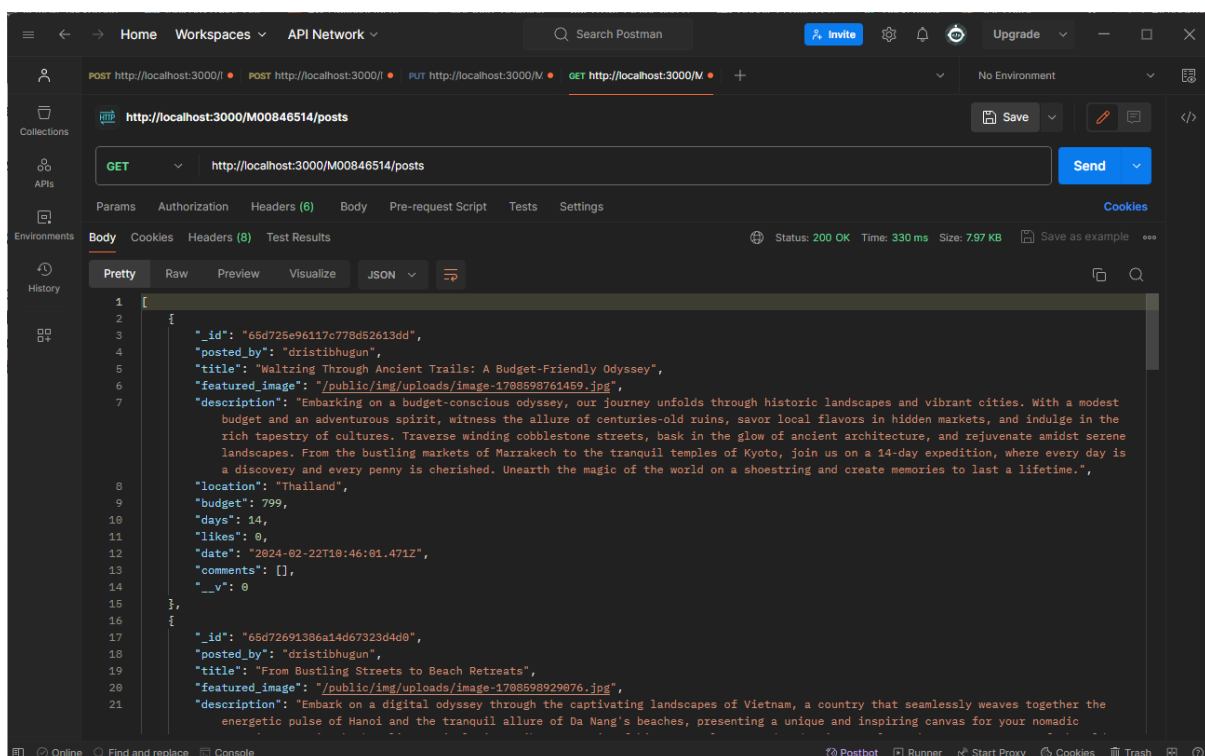 Home Workspaces API Network Search Postman Invite Upgrade
POST http://localhost:3000/ POST http://localhost:3000/ PUT http://localhost:3000/M GET http://localhost:3000/M No Environment
HTTP http://localhost:3000/M00846514/posts Save
Collections
GET http://localhost:3000/M00846514/posts Send
APIs
Params Authorization Headers (6) Body Pre-request Script Tests Settings Cookies
Environments
Body Cookies Headers (8) Test Results Status: 200 OK Time: 330 ms Size: 7.97 KB Save as example
Pretty Raw Preview Visualize JSON
History
1 [
2 {
3 "_id": "65d725e96117c778d52613dd",
4 "posted_by": "dristibhugun",
5 "title": "Waltzing Through Ancient Trails: A Budget-Friendly Odyssey",
6 "featured_image": "/public/img/uploads/image-1708598761459.jpg",
7 "description": "Embarking on a budget-conscious odyssey, our journey unfolds through historic landscapes and vibrant cities. With a modest
budget and an adventurous spirit, witness the allure of centuries-old ruins, savor local flavors in hidden markets, and indulge in the
rich tapestry of cultures. Traverse winding cobblestone streets, bask in the glow of ancient architecture, and rejuvenate amidst serene
landscapes. From the bustling markets of Marrakech to the tranquil temples of Kyoto, join us on a 14-day expedition, where every day is
a discovery and every penny is cherished. Unearth the magic of the world on a shoestring and create memories to last a lifetime.",
8 "location": "Thailand",
9 "budget": 799,
10 "days": 14,
11 "likes": 0,
12 "date": "2024-02-22T10:46:01.471Z",
13 "comments": [],
14 "__v": 0
15 },
16 {
17 "_id": "65d72691386a14d67323d4d0",
18 "posted_by": "dristibhugun",
19 "title": "From Bustling Streets to Beach Retreats",
20 "featured_image": "/public/img/uploads/image-1708598929076.jpg",
21 "description": "Embark on a digital odyssey through the captivating landscapes of Vietnam, a country that seamlessly weaves together the
energetic pulse of Hanoi and the tranquil allure of Da Nang's beaches, presenting a unique and inspiring canvas for your nomadic
Online Find and replace Console Postbot Runner Start Proxy Cookies Trash